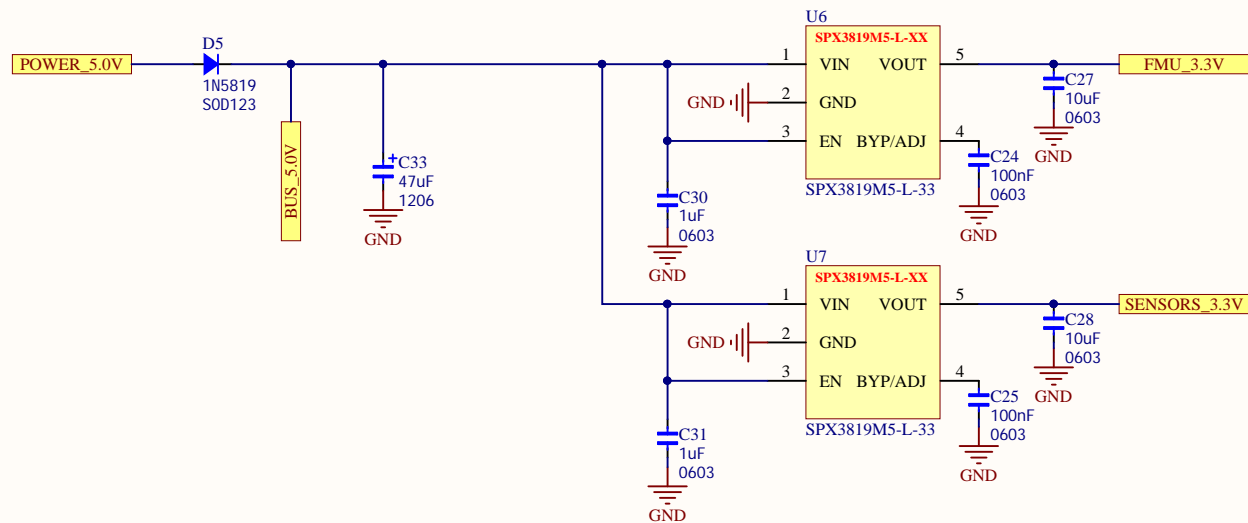 POWER_5.0V
D5
1N5819
SOD123
BUS_5.0V
+
C33
47uF
1206
GND
U6
SPX3819M5-L-XX
1
VIN
VOUT
5
GND
2
GND
3
EN
BYP/ADJ
4
SPX3819M5-L-33
C30
1uF
0603
GND
C24
100nF
0603
GND
C27
10uF
0603
GND
FMU_3.3V
U7
SPX3819M5-L-XX
1
VIN
VOUT
5
GND
2
GND
3
EN
BYP/ADJ
4
SPX3819M5-L-33
C31
1uF
0603
GND
C25
100nF
0603
GND
C28
10uF
0603
GND
SENSORS_3.3V